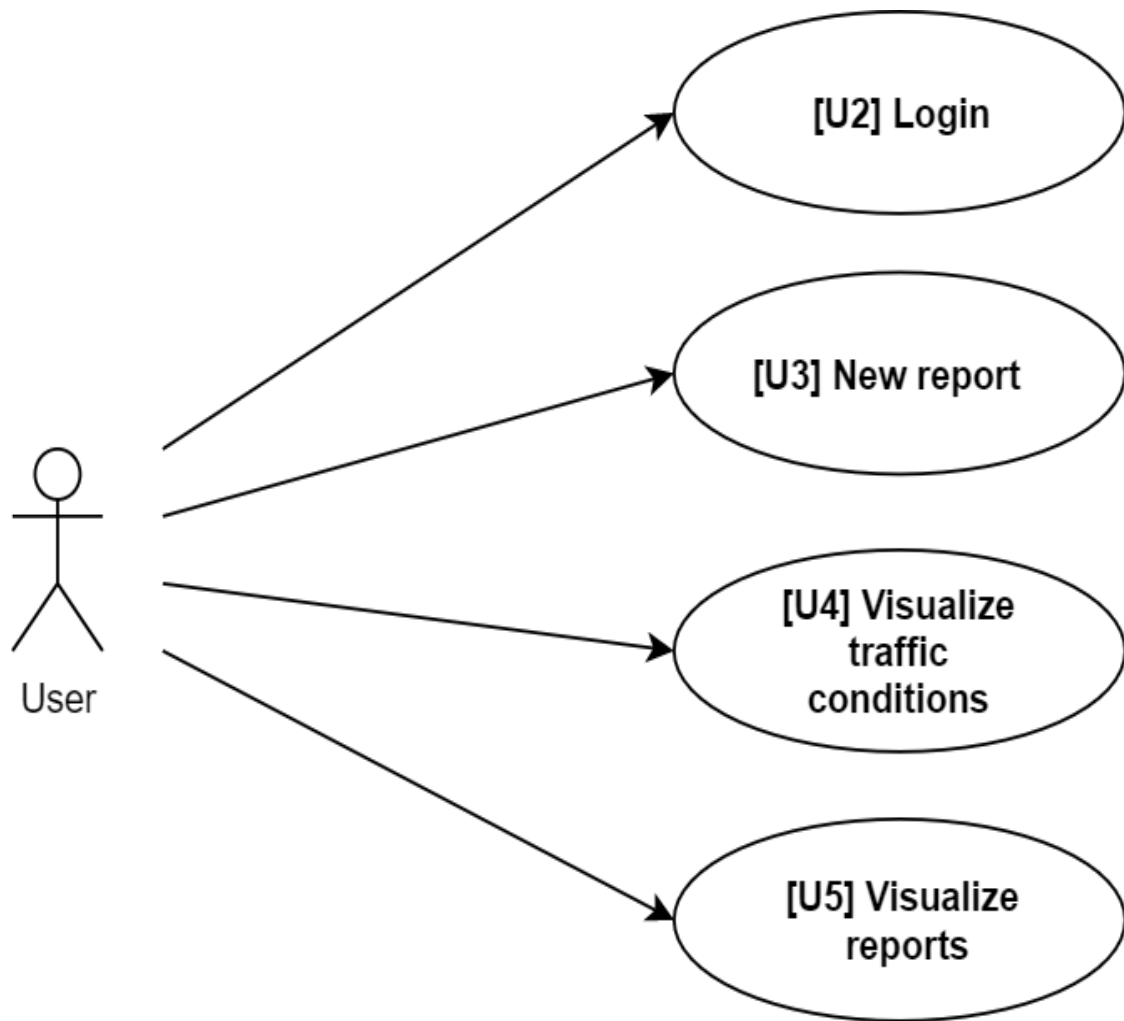 [U2] Login
[U3] New report
[U4] Visualize
traffic
conditions
User
[U5] Visualize
reports